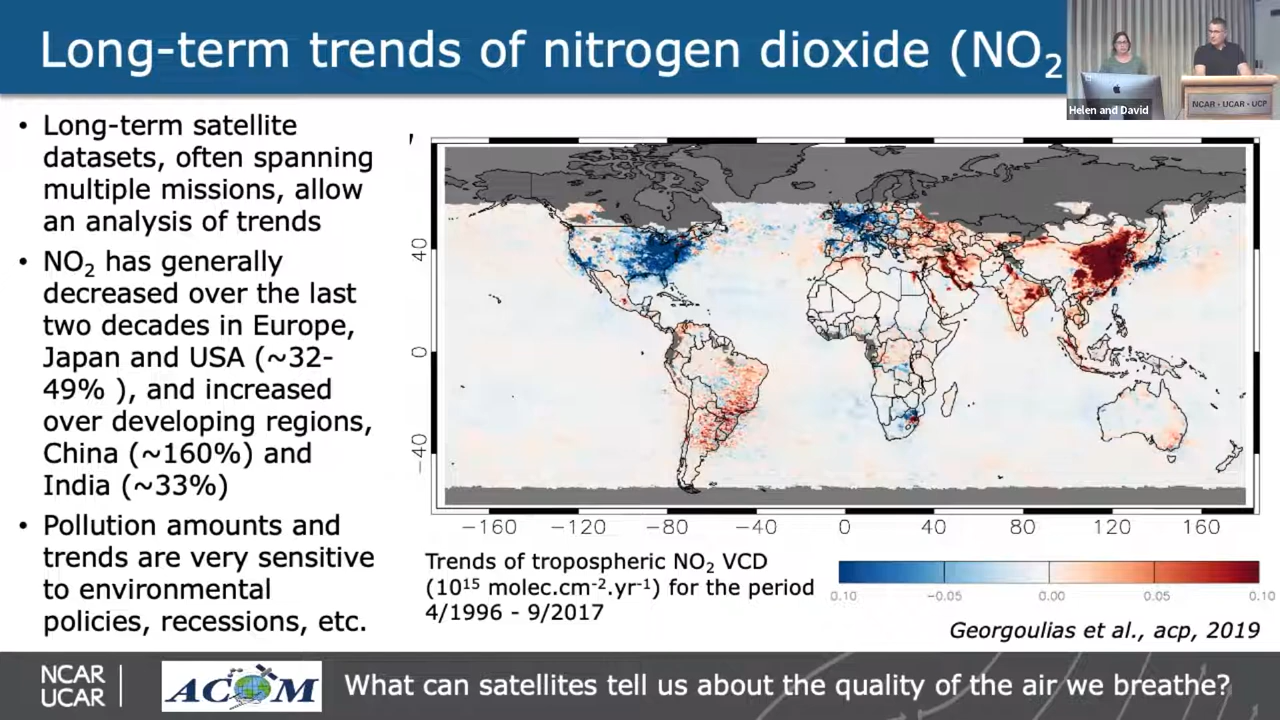 Long-term trends of nitrogen dioxide (NO₂
Helen and David
NCAR • UCAR • UCP
• Long-term satellite
datasets, often spanning
multiple missions, allow
an analysis of trends
• NO₂ has generally
decreased over the last
two decades in Europe,
Japan and USA (~32-
49% ), and increased
over developing regions,
China (~160%) and
India (~33%)
• Pollution amounts and
trends are very sensitive
to environmental
policies, recessions, etc.
40
0
−40
−160 −120 −80 −40 0 40 80 120 160
Trends of tropospheric NO₂ VCD
(10¹⁵ molec.cm⁻².yr⁻¹) for the period
4/1996 - 9/2017
0.10 −0.05 0.00 0.05 0.10
Georgoulias et al., acp, 2019
NCAR
UCAR
ACOM
What can satellites tell us about the quality of the air we breathe?